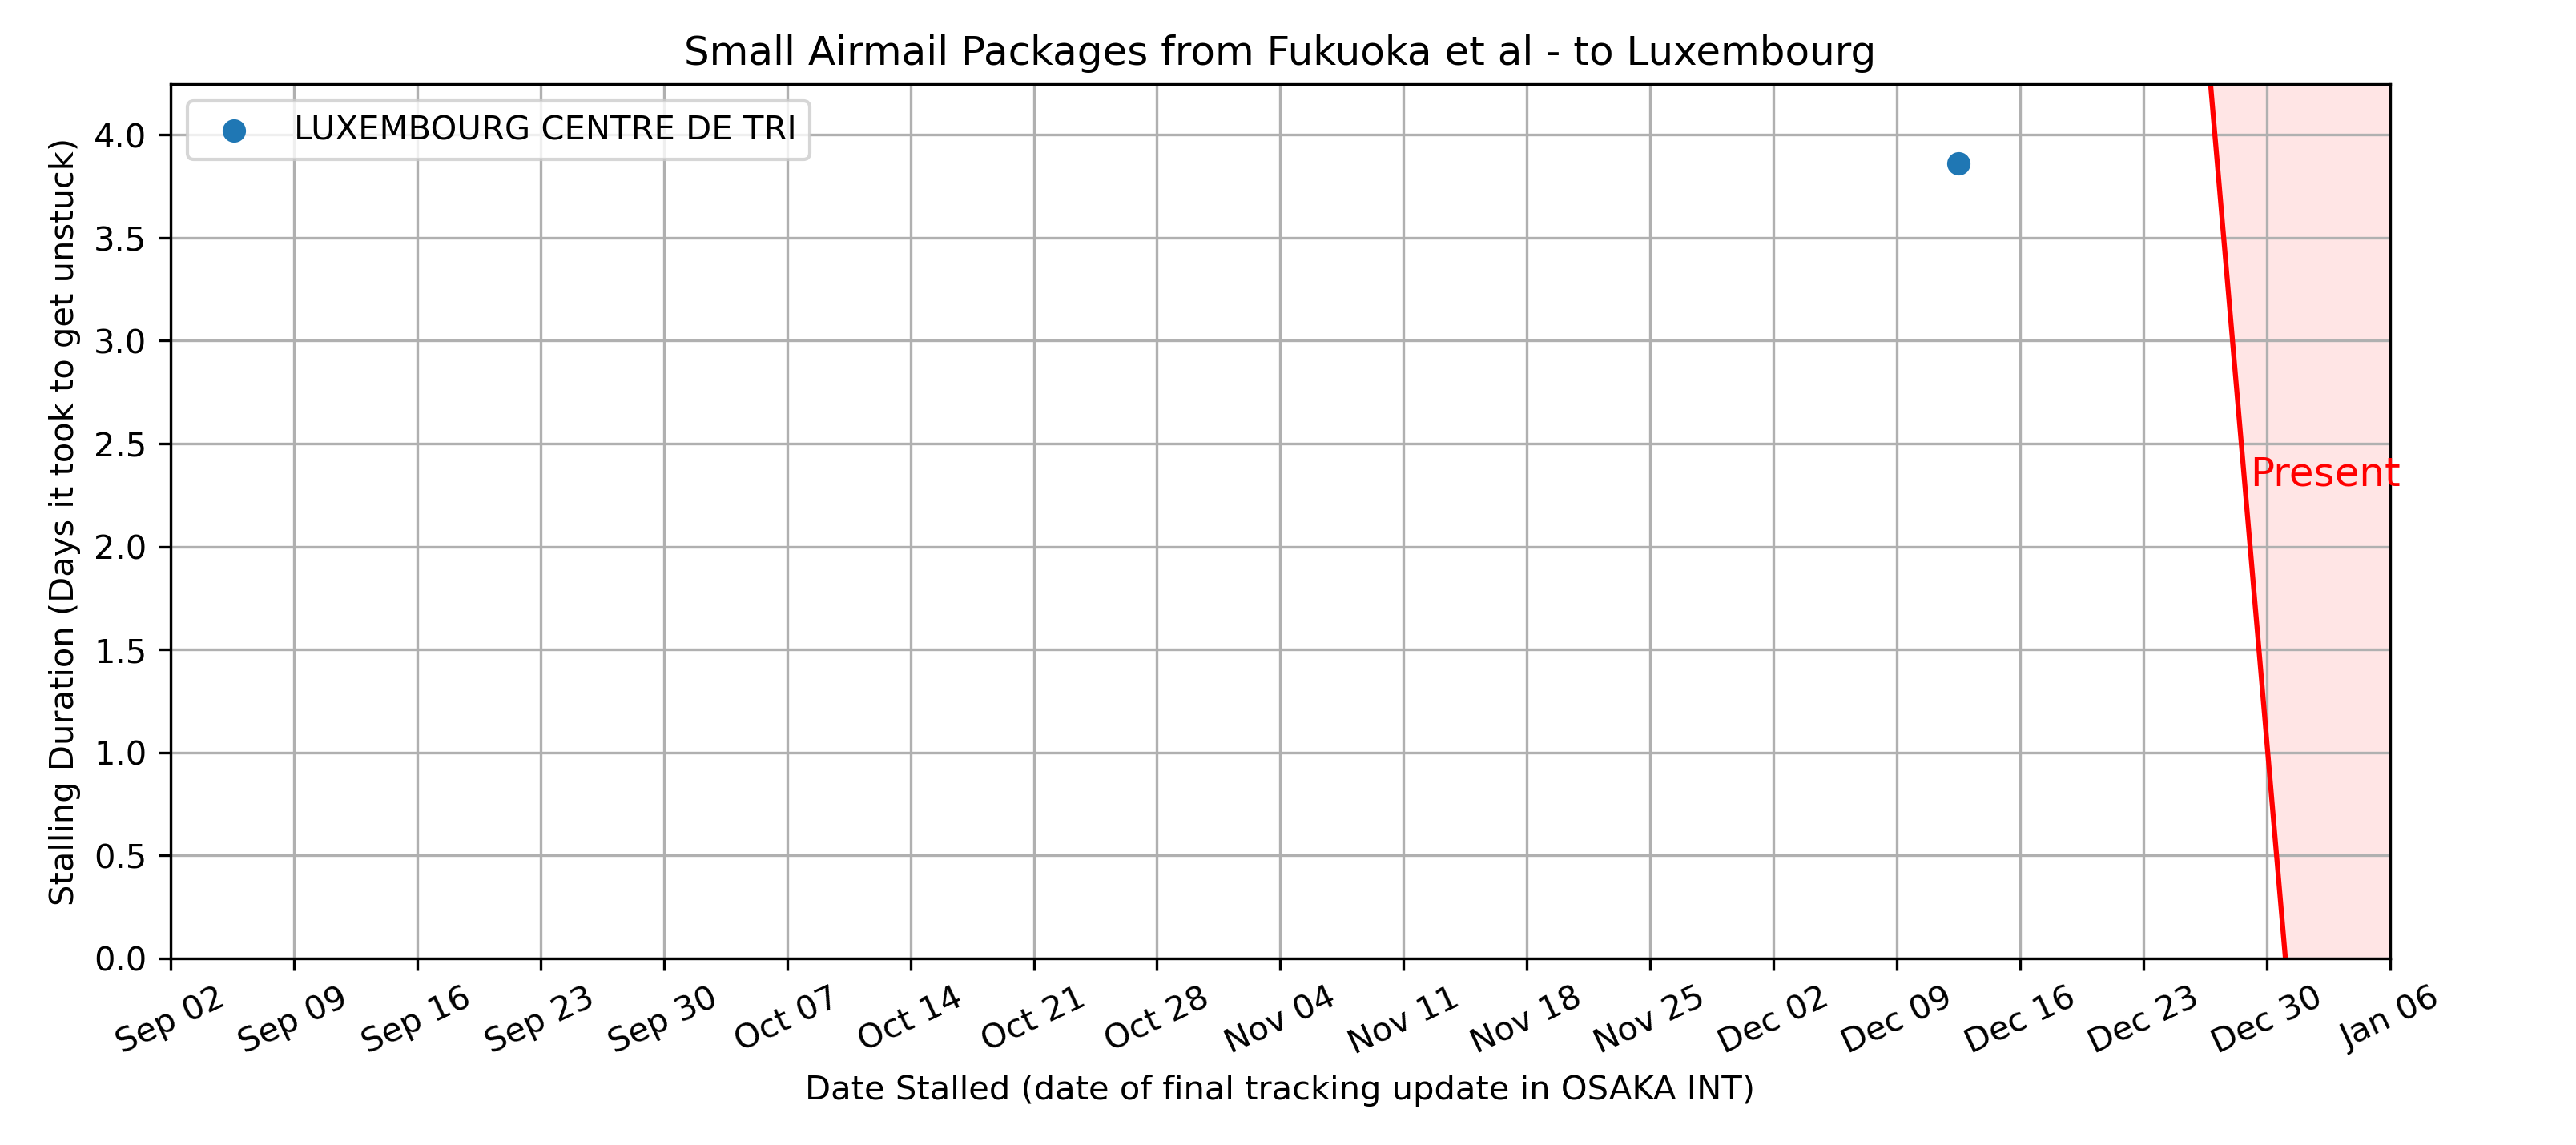 Small Airmail Packages from Fukuoka et al - to Luxembourg
LUXEMBOURG CENTRE DE TRI
Stalling Duration (Days it took to get unstuck)
4.0
3.5
3.0
2.5
2.0
1.5
1.0
0.5
0.0
Present
Sep 02 Sep 09 Sep 16 Sep 23 Sep 30 Oct 07 Oct 14 Oct 21 Oct 28 Nov 04 Nov 11 Nov 18 Nov 25 Dec 02 Dec 09 Dec 16 Dec 23 Dec 30 Jan 06
Date Stalled (date of final tracking update in OSAKA INT)